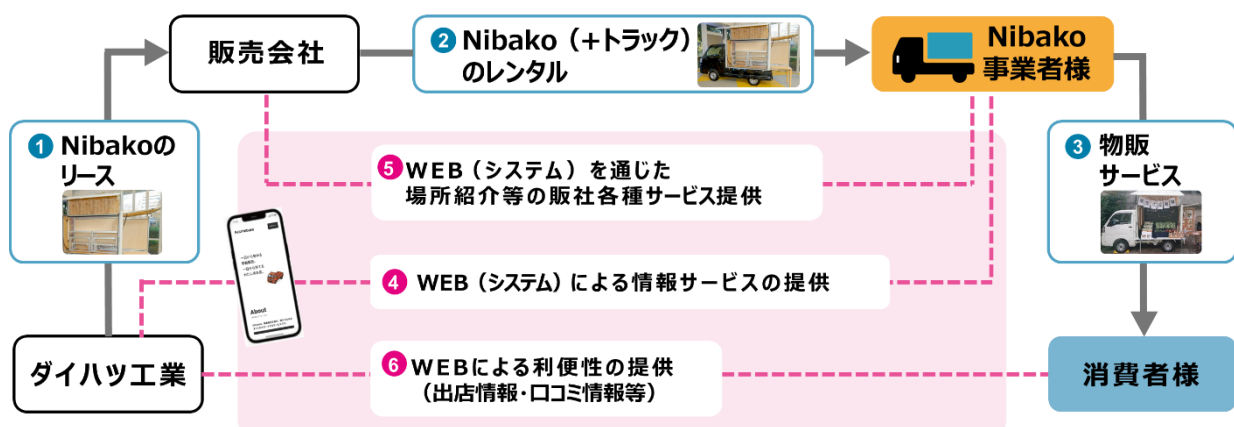 販売会社
2 Nibako（+トラック）
のレンタル
Nibako
事業者様
1 Nibakoの
リース
5 WEB（システム）を通じた
場所紹介等の販社各種サービス提供
3 物販
サービス
4 WEB（システム）による情報サービスの提供
About
ダイハツ工業
6 WEBによる利便性の提供
（出店情報・口コミ情報等）
消費者様